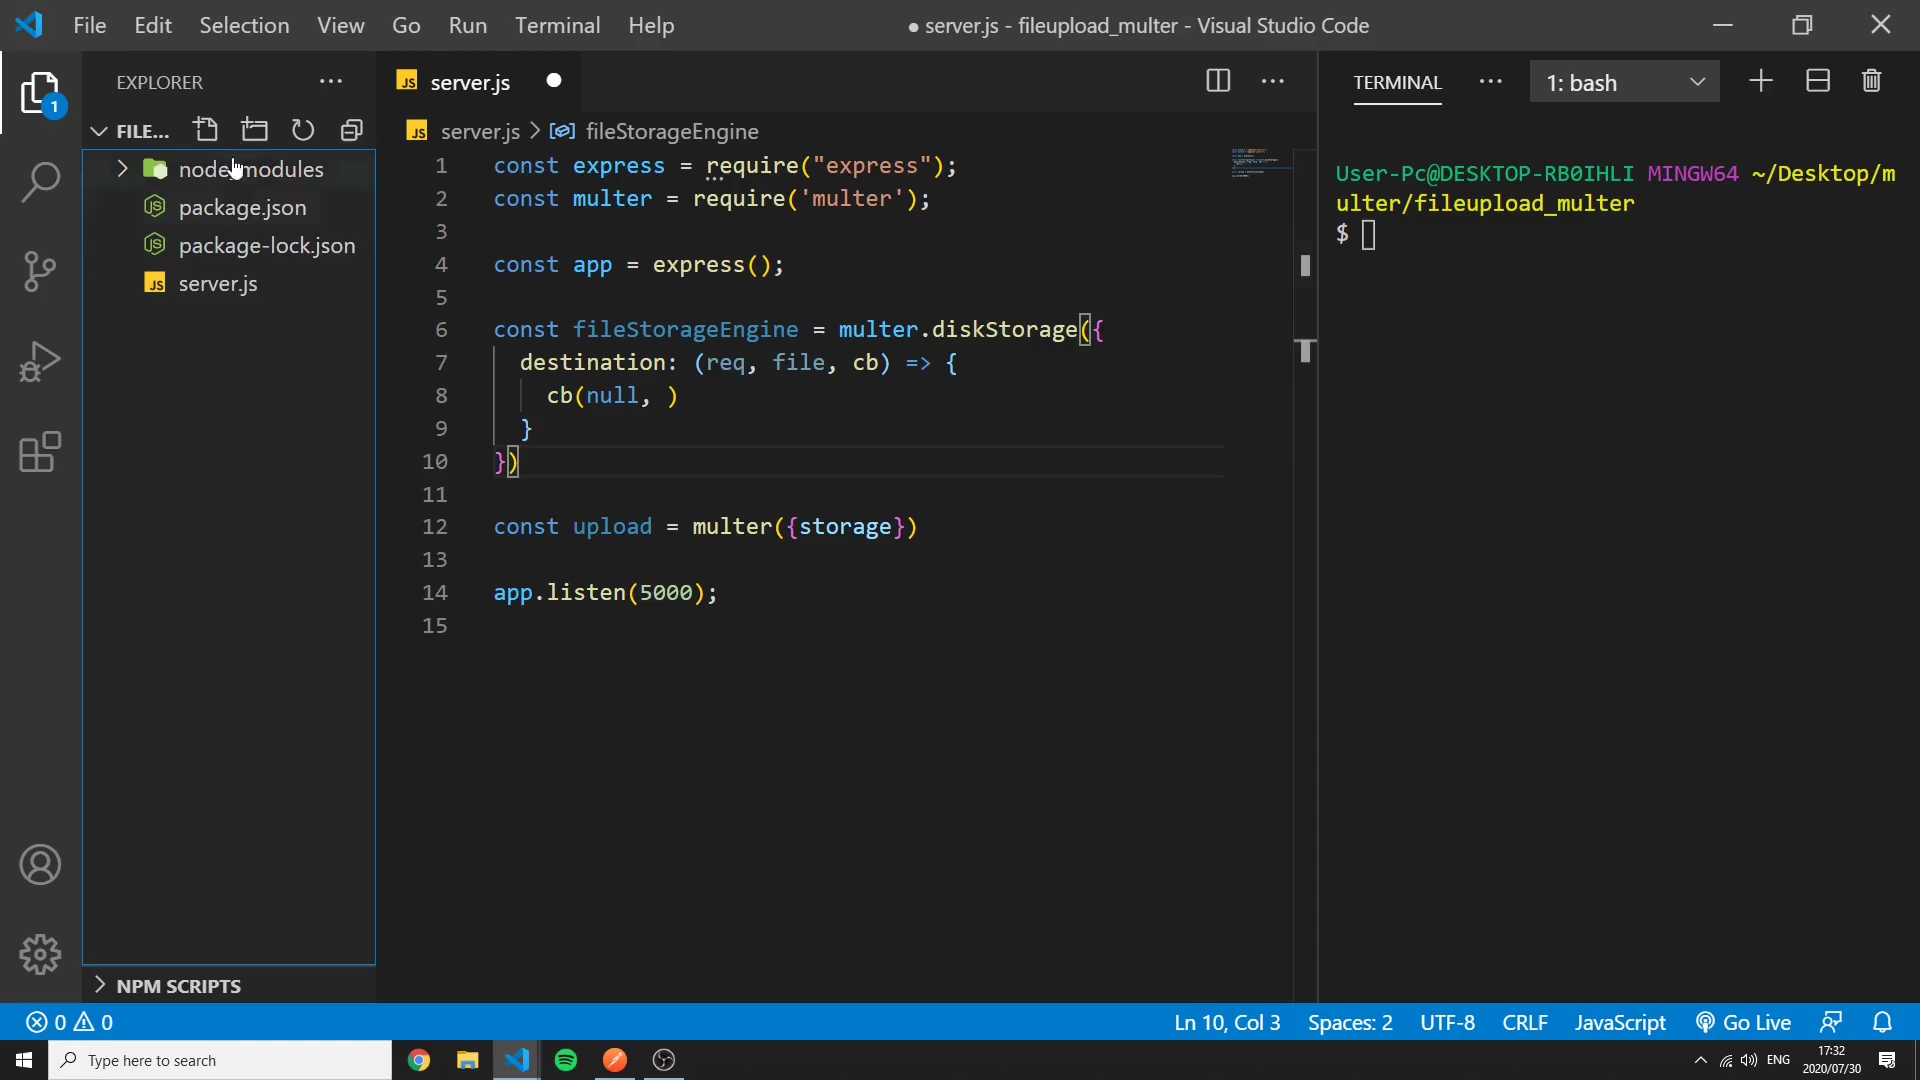 File Edit Selection View Go Run Terminal Help
● server.js - fileupload_multer - Visual Studio Code
EXPLORER
1
FILE...
node_modules
package.json
package-lock.json
server.js
NPM SCRIPTS
JS server.js
JS server.js > fileStorageEngine
1 const express = require("express");
2 const multer = require('multer');
3
4 const app = express();
5
6 const fileStorageEngine = multer.diskStorage({
7 destination: (req, file, cb) => {
8 cb(null, )
9 }
10 })
11
12 const upload = multer({storage})
13
14 app.listen(5000);
15
TERMINAL
1: bash
User-Pc@DESKTOP-RB0IHLI MINGW64 ~/Desktop/m
ulter/fileupload_multer
$
0 0
Ln 10, Col 3 Spaces: 2 UTF-8 CRLF JavaScript Go Live
Type here to search
ENG
17:32
2020/07/30